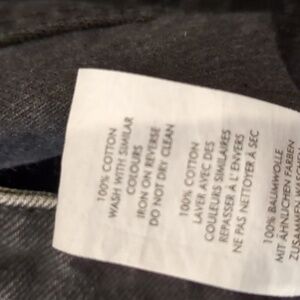 100% COTTON
WASH WITH SIMILAR
COLOURS
IRON ON REVERSE
DO NOT DRY CLEAN
100% COTTON
LAVER AVEC DES
COULEURS SIMILAIRES
REPASSER À L'ENVERS
NE PAS NETTOYER À SEC
100% BAUMWOLLE
MIT ÄHNLICHEN FARBEN